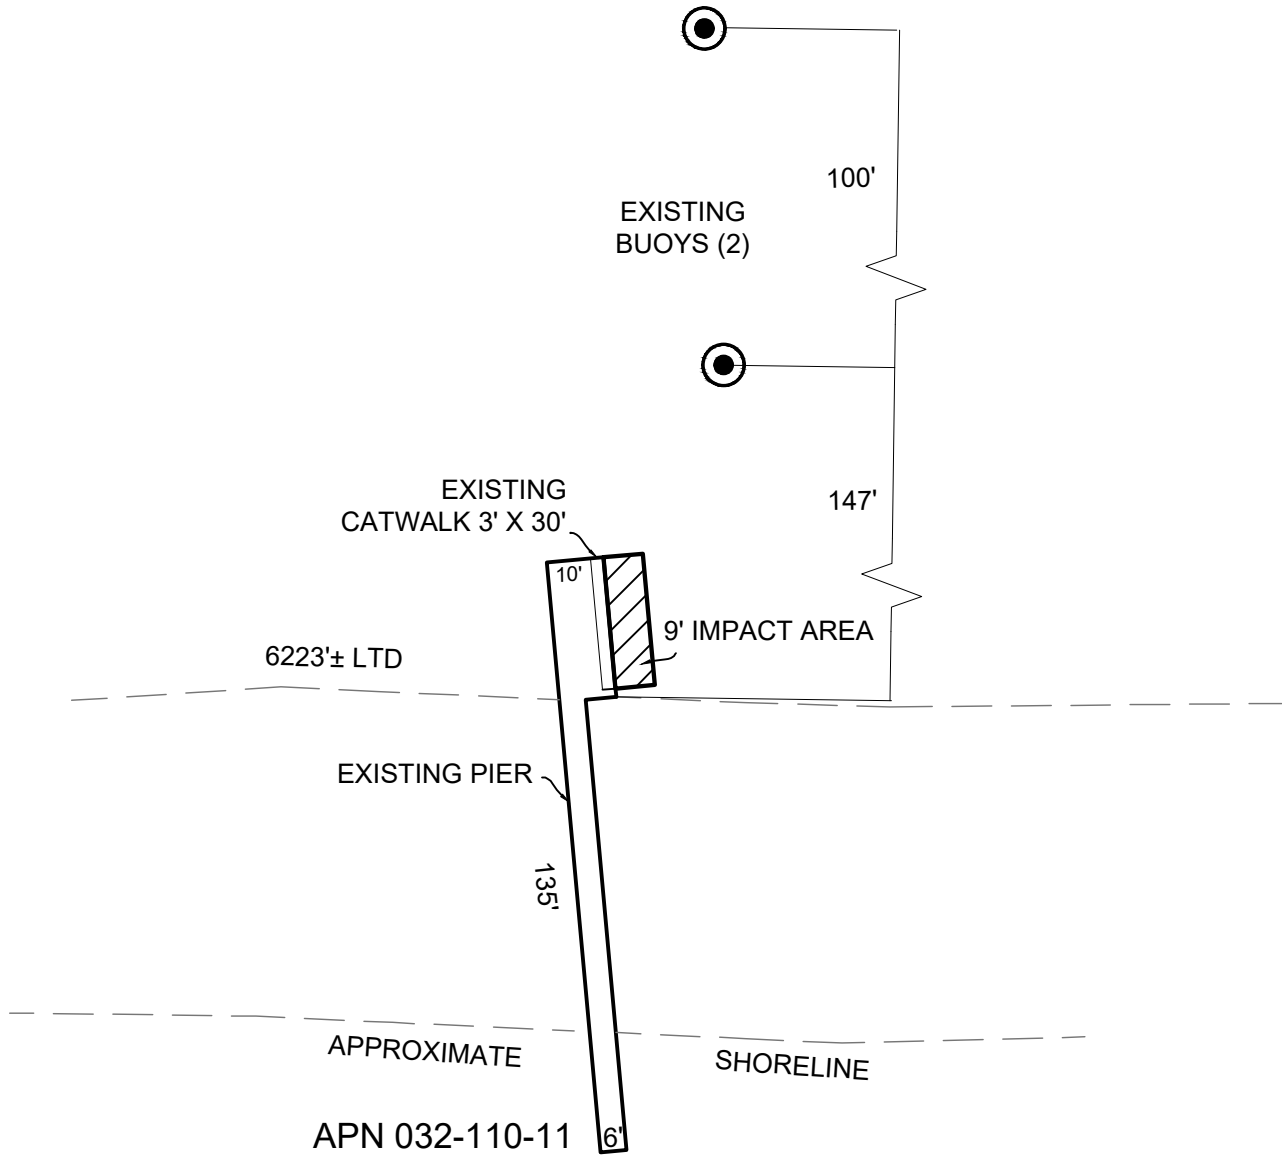 100'
EXISTING
BUOYS (2)
147'
EXISTING
CATWALK 3' X 30'
10'
9' IMPACT AREA
6223'± LTD
EXISTING PIER
135'
APPROXIMATE
SHORELINE
APN 032-110-11
6'